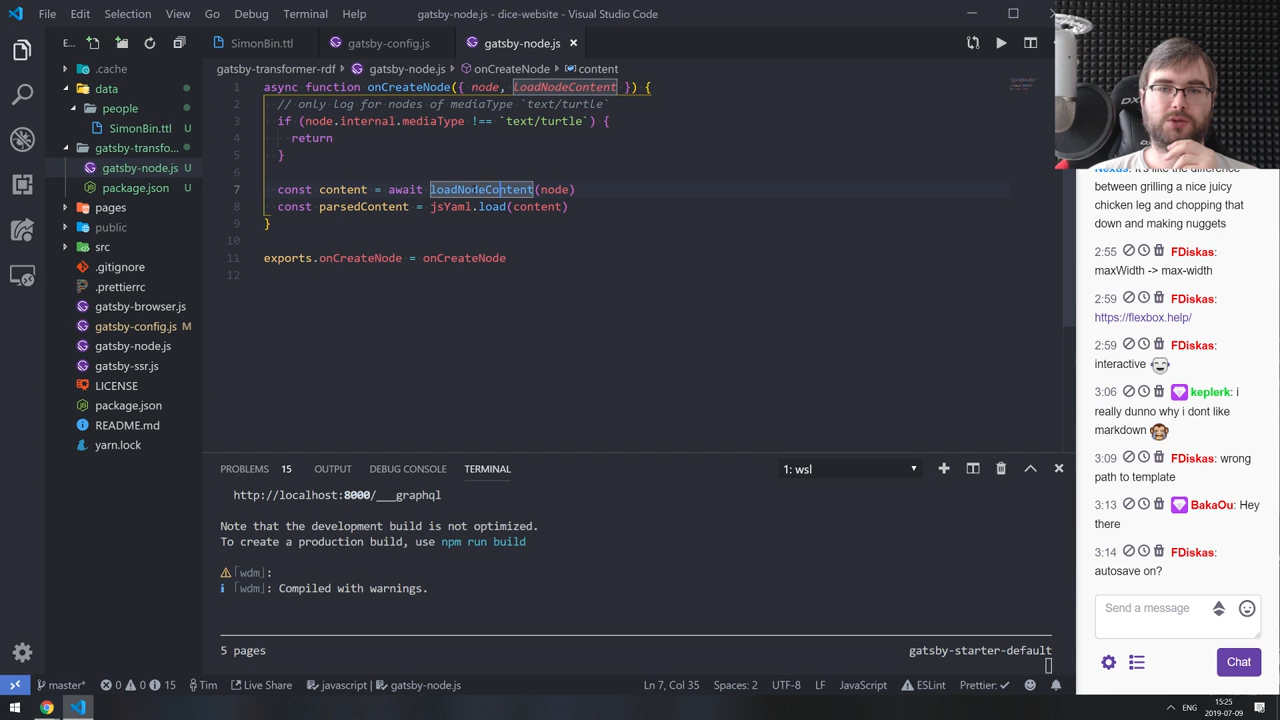 File Edit Selection View Go Debug Terminal Help gatsby-node.js - dice-website - Visual Studio Code
E... SimonBin.ttl gatsby-config.js gatsby-node.js
.cache
data
people
SimonBin.ttl U
gatsby-transfo...
gatsby-node.js U
package.json U
pages
public
src
.gitignore
.prettierrc
gatsby-browser.js
gatsby-config.js M
gatsby-node.js
gatsby-ssr.js
LICENSE
package.json
README.md
yarn.lock
gatsby-transformer-rdf gatsby-node.js onCreateNode content
1 async function onCreateNode({ node, loadNodeContent }) {
2 // only log for nodes of mediaType `text/turtle`
3 if (node.internal.mediaType !== `text/turtle`) {
4 return
5 }
6
7 const content = await loadNodeContent(node)
8 const parsedContent = jsYaml.load(content)
9 }
10
11 exports.onCreateNode = onCreateNode
12
PROBLEMS 15 OUTPUT DEBUG CONSOLE TERMINAL 1: wsl
http://localhost:8000/___graphql
Note that the development build is not optimized.
To create a production build, use npm run build
⚠ ｢wdm｣:
ℹ ｢wdm｣: Compiled with warnings.
5 pages gatsby-starter-default
master* 0 0 15 Tim Live Share javascript | gatsby-node.js Ln 7, Col 35 Spaces: 2 UTF-8 LF JavaScript ESLint Prettier: ✓
DX
Nexus: It's like the difference
between grilling a nice juicy
chicken leg and chopping that
down and making nuggets
2:55 FDiskas:
maxWidth -> max-width
2:59 FDiskas:
https://flexbox.help/
2:59 FDiskas:
interactive
3:06 keplerk: i
really dunno why i dont like
markdown
3:09 FDiskas: wrong
path to template
3:13 BakaOu: Hey
there
3:14 FDiskas:
autosave on?
Send a message
Chat
ENG 15:25
2019-07-09